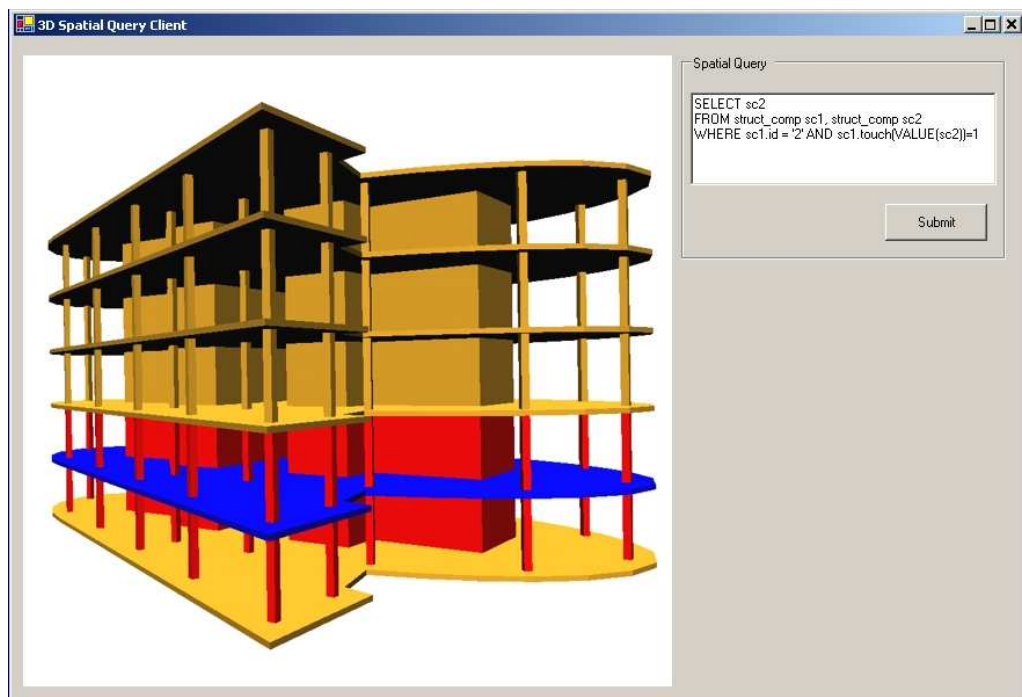 3D Spatial Query Client
Spatial Query
SELECT sc2
FROM struct_comp sc1, struct_comp sc2
WHERE sc1.id = '2' AND sc1.touch(VALUE(sc2))=1
Submit